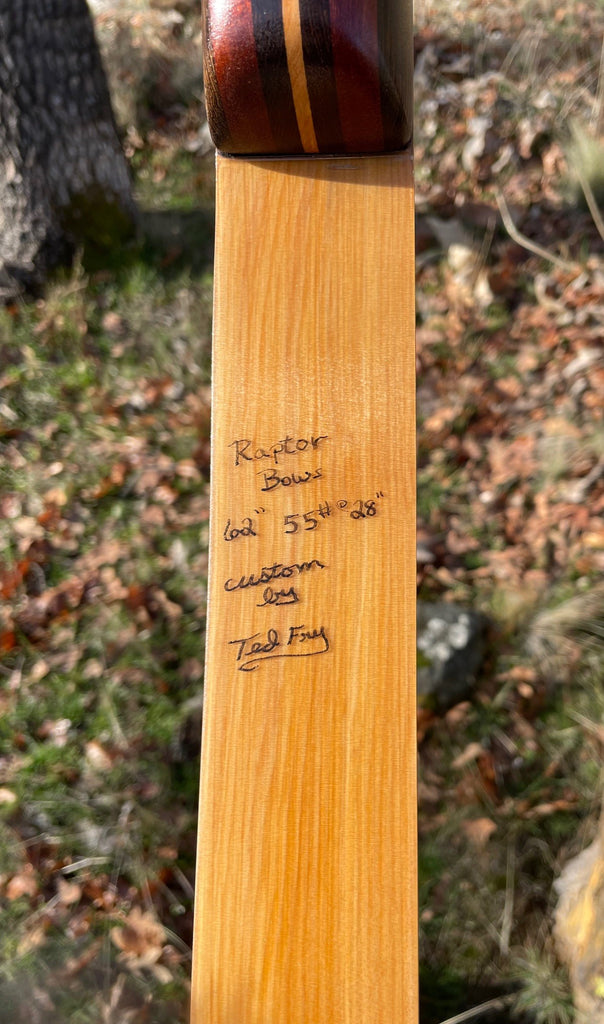 Raptor
Bows
62" 55# @ 28"
custom
by
Ted Fry